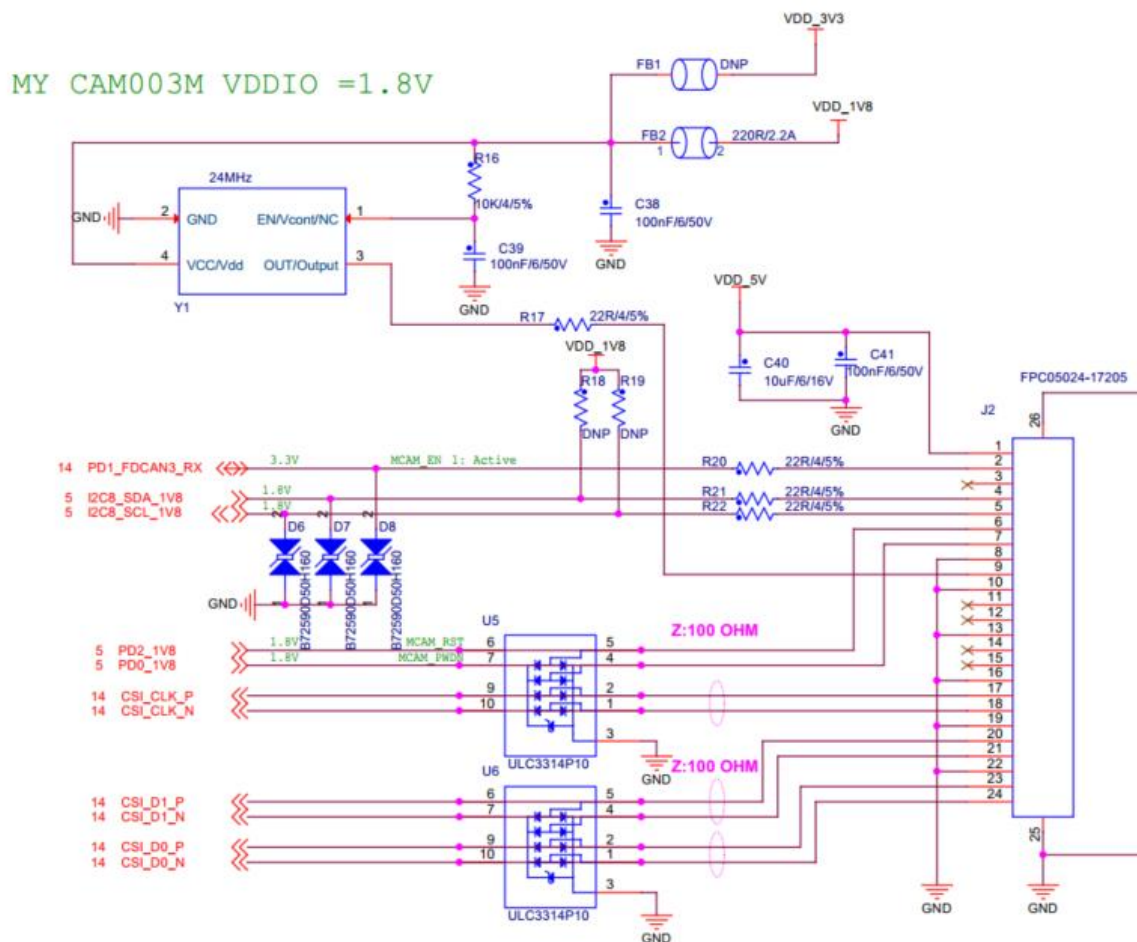 VDD_3V3
FB1 DNP
MY CAM003M VDDIO =1.8V
VDD_1V8
FB2 220R/2.2A
1 2
R16
10K/4/5%
24MHz
GND 2 GND EN/Vcont/NC 1
4 VCC/Vdd OUT/Output 3
Y1
C38
100nF/6/50V
GND
C39
100nF/6/50V
GND
R17 22R/4/5%
VDD_1V8
R18 R19
DNP DNP
VDD_5V
C40
10uF/6/16V
C41
100nF/6/50V
GND
FPC05024-17205
J2
26
14 PD1_FDCAN3_RX 3.3V MCAM_EN 1: Active R20 22R/4/5%
5 I2C8_SDA_1V8 1.8V R21 22R/4/5%
5 I2C8_SCL_1V8 1.8V R22 22R/4/5%
1
2
3
4
5
6
7
8
9
10
11
12
13
14
15
16
17
18
19
20
21
22
23
24
25
GND
GND
2 2 2
D6 D7 D8
B72590D50H160 B72590D50H160 B72590D50H160
1 1 1
GND
U5
5 PD2_1V8 1.8V MCAM_RST 6 5
5 PD0_1V8 1.8V MCAM_PWDN 7 4
14 CSI_CLK_P 9 2
14 CSI_CLK_N 10 1
3
GND
ULC3314P10
Z:100 OHM
U6
Z:100 OHM
14 CSI_D1_P 6 5
14 CSI_D1_N 7 4
14 CSI_D0_P 9 2
14 CSI_D0_N 10 1
3
GND
ULC3314P10